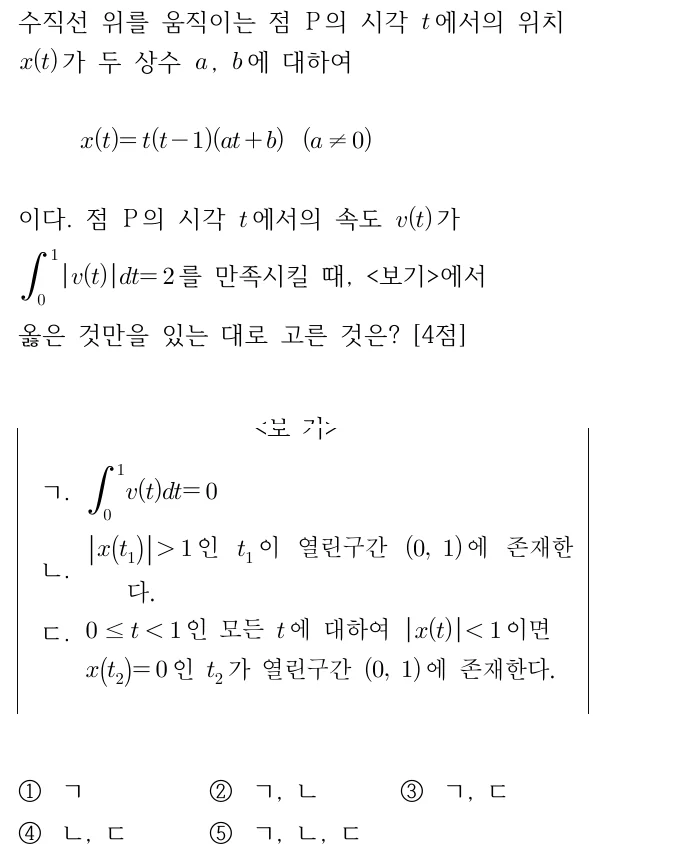 수직선 위를 움직이는 점 P의 시각 t에서의 위치
x(t)가 두 상수 a, b에 대하여
x(t)=t(t−1)(at+b) (a≠0)
이다. 점 P의 시각 t에서의 속도 v(t)가
∫₀¹|v(t)|dt=2를 만족시킬 때, <보기>에서
옳은 것만을 있는 대로 고른 것은? [4점]
<보 기>
ㄱ. ∫₀¹v(t)dt=0
ㄴ. |x(t₁)|>1인 t₁이 열린구간 (0, 1)에 존재한
다.
ㄷ. 0≤t<1인 모든 t에 대하여 |x(t)|<1이면
x(t₂)=0인 t₂가 열린구간 (0, 1)에 존재한다.
① ㄱ ② ㄱ, ㄴ ③ ㄱ, ㄷ
④ ㄴ, ㄷ ⑤ ㄱ, ㄴ, ㄷ